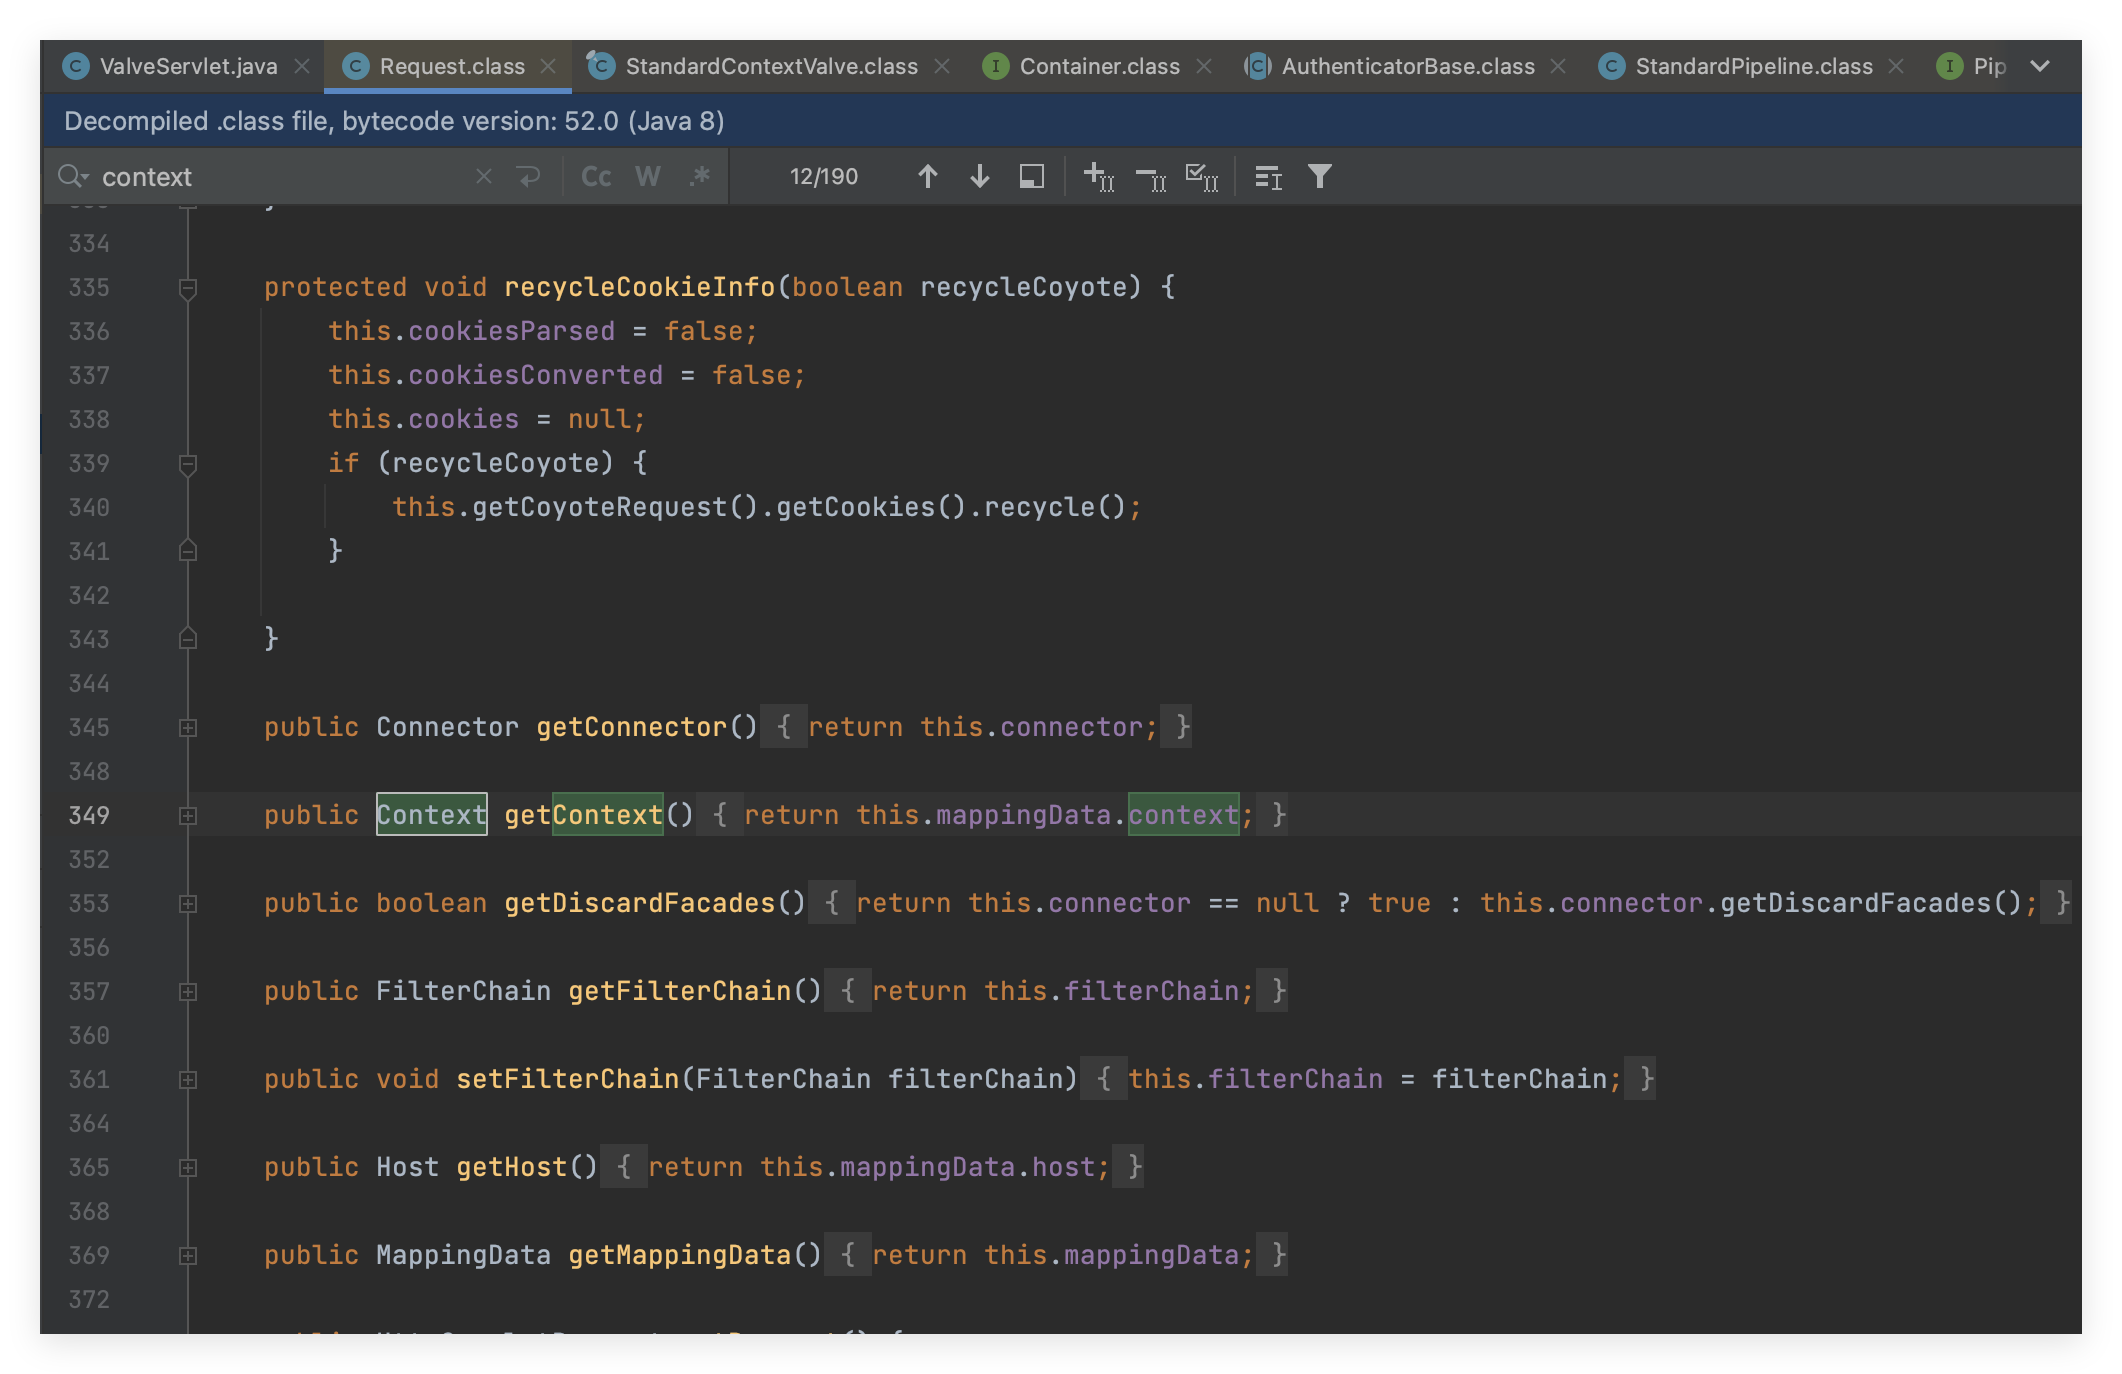 ValveServlet.java Request.class StandardContextValve.class Container.class AuthenticatorBase.class StandardPipeline.class Pip
Decompiled .class file, bytecode version: 52.0 (Java 8)
context Cc W .* 12/190
334
335 protected void recycleCookieInfo(boolean recycleCoyote) {
336 this.cookiesParsed = false;
337 this.cookiesConverted = false;
338 this.cookies = null;
339 if (recycleCoyote) {
340 this.getCoyoteRequest().getCookies().recycle();
341 }
342
343 }
344
345 public Connector getConnector() { return this.connector; }
348
349 public Context getContext() { return this.mappingData.context; }
352
353 public boolean getDiscardFacades() { return this.connector == null ? true : this.connector.getDiscardFacades(); }
356
357 public FilterChain getFilterChain() { return this.filterChain; }
360
361 public void setFilterChain(FilterChain filterChain) { this.filterChain = filterChain; }
364
365 public Host getHost() { return this.mappingData.host; }
368
369 public MappingData getMappingData() { return this.mappingData; }
372